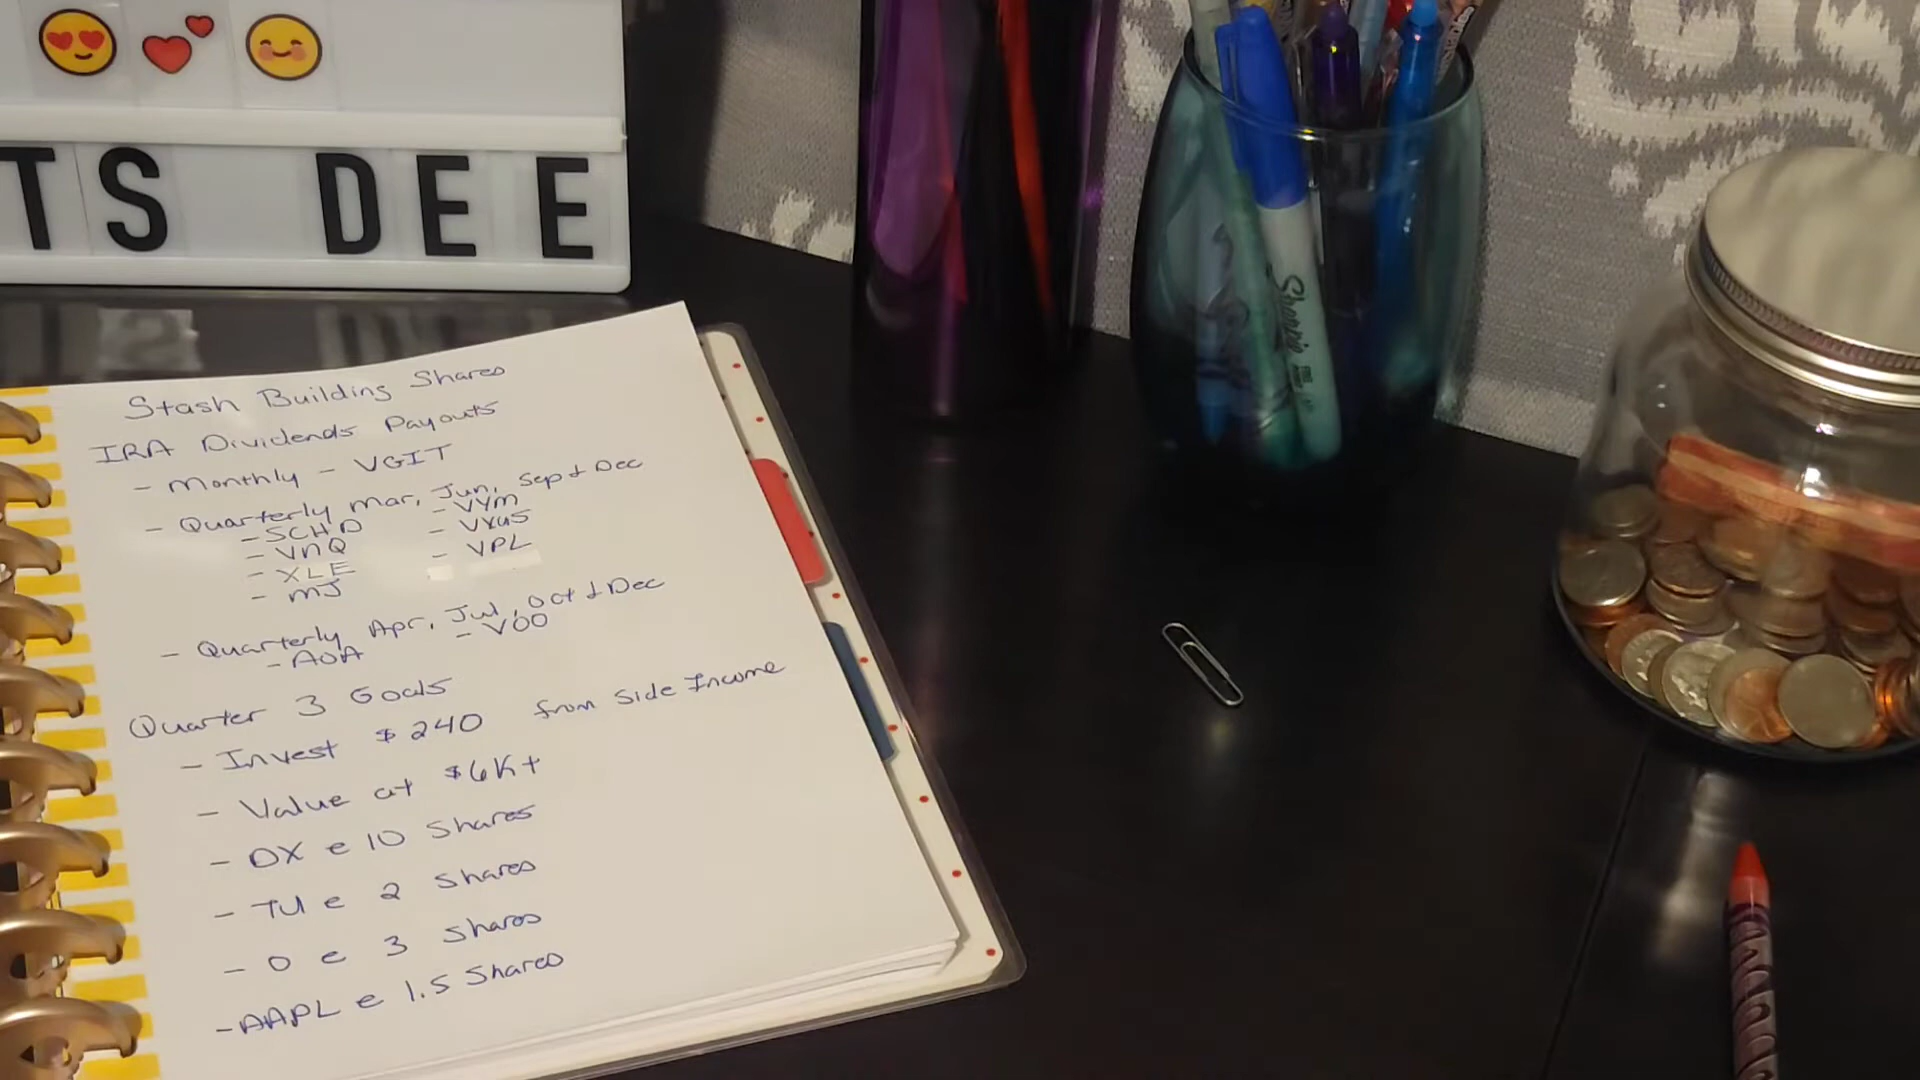 TS DEE
Stash Building Shares
IRA Dividends Payouts
- Monthly - VGIT
- Quarterly Mar, Jun, Sep & Dec
- SCHD - VYM
- VNQ - VXUS
- XLE - VPL
- MJ
- Quarterly Apr, Jul, Oct & Dec
- AOA - VOO
Quarter 3 Goals
- Invest $240 from Side Income
- Value at $6K+
- DX e 10 Shares
- TU e 2 Shares
- O e 3 Shares
- AAPL e 1.5 Shares
Sharpie